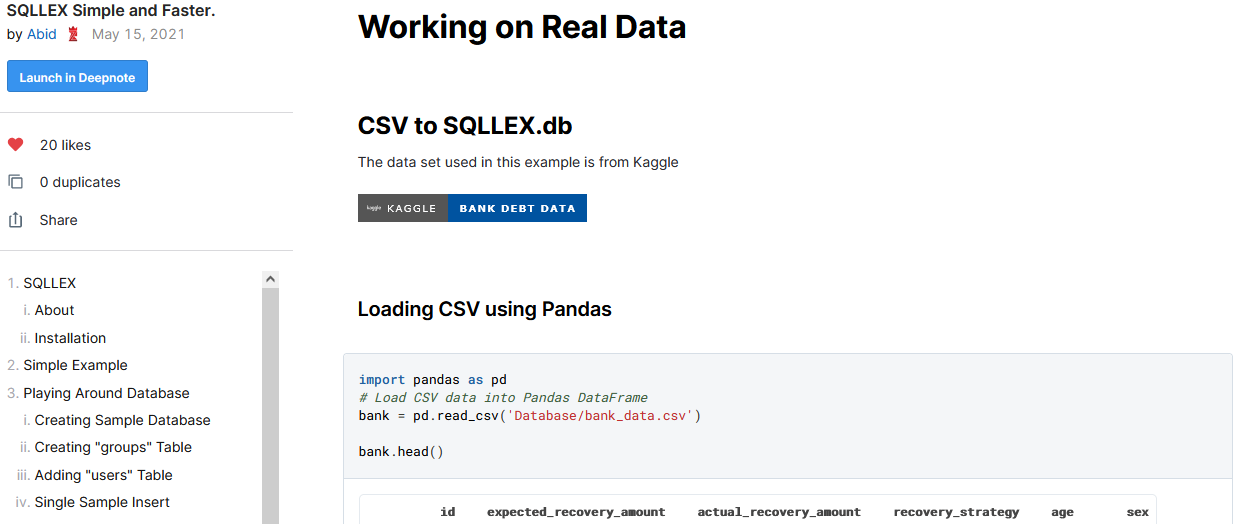 SQLLEX Simple and Faster.
by Abid May 15, 2021
Launch in Deepnote
20 likes
0 duplicates
Share
1. SQLLEX
i. About
ii. Installation
2. Simple Example
3. Playing Around Database
i. Creating Sample Database
ii. Creating "groups" Table
iii. Adding "users" Table
iv. Single Sample Insert
Working on Real Data
CSV to SQLLEX.db
The data set used in this example is from Kaggle
kaggle KAGGLE BANK DEBT DATA
Loading CSV using Pandas
import pandas as pd
# Load CSV data into Pandas DataFrame
bank = pd.read_csv('Database/bank_data.csv')
bank.head()
id expected_recovery_amount actual_recovery_amount recovery_strategy age sex